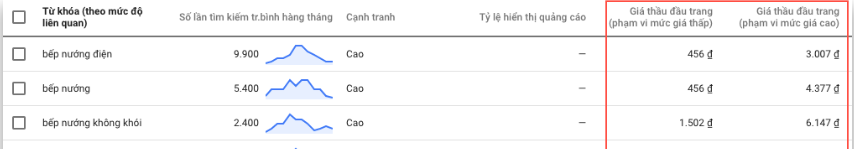 Từ khóa (theo mức độ liên quan) Số lần tìm kiếm tr.bình hàng tháng Cạnh tranh Tỷ lệ hiển thị quảng cáo Giá thầu đầu trang (phạm vi mức giá thấp) Giá thầu đầu trang (phạm vi mức giá cao)
bếp nướng điện 9.900 Cao – 456 ₫ 3.007 ₫
bếp nướng 5.400 Cao – 456 ₫ 4.377 ₫
bếp nướng không khói 2.400 Cao – 1.502 ₫ 6.147 ₫